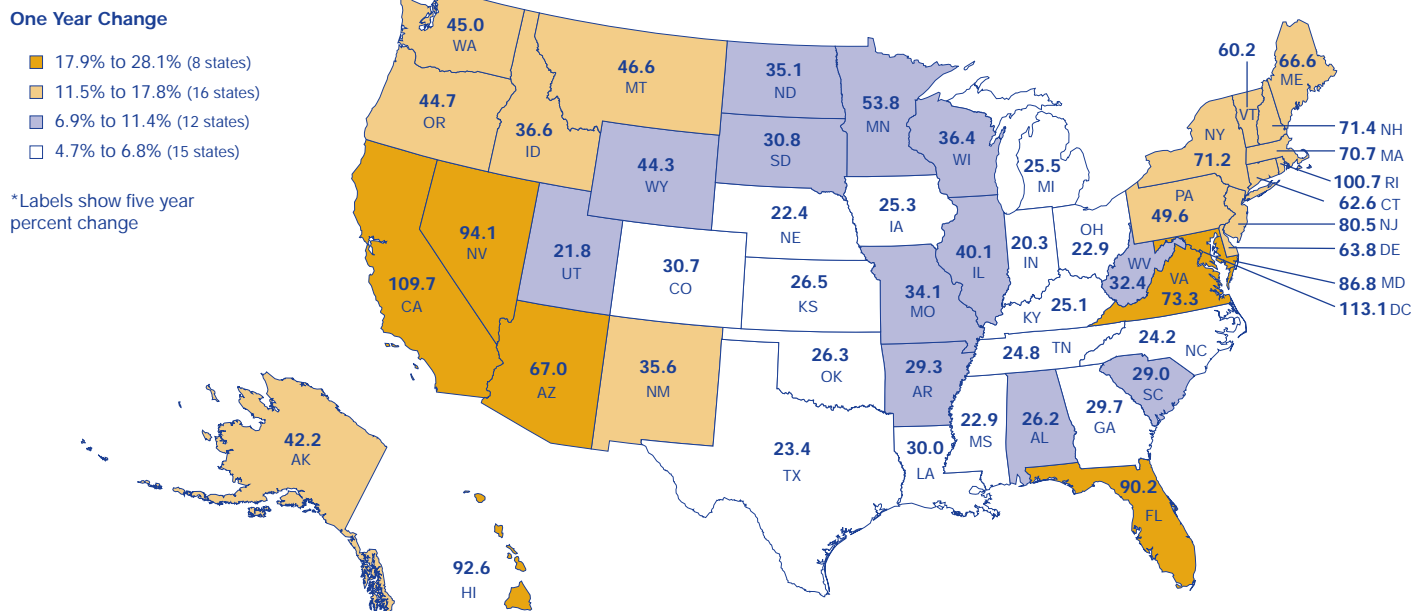 One Year Change
17.9% to 28.1% (8 states)
11.5% to 17.8% (16 states)
6.9% to 11.4% (12 states)
4.7% to 6.8% (15 states)
*Labels show five year
percent change
45.0
WA
44.7
OR
46.6
MT
36.6
ID
44.3
WY
35.1
ND
30.8
SD
53.8
MN
36.4
WI
25.5
MI
94.1
NV
109.7
CA
21.8
UT
30.7
CO
22.4
NE
26.5
KS
25.3
IA
34.1
MO
40.1
IL
20.3
IN
OH
22.9
67.0
AZ
35.6
NM
26.3
OK
23.4
TX
29.3
AR
30.0
LA
22.9
MS
26.2
AL
29.7
GA
29.0
SC
24.2
NC
24.8 TN
KY 25.1
WV
32.4
VA
73.3
90.2
FL
PA
49.6
NY
71.2
60.2
VT
66.6
ME
71.4 NH
70.7 MA
100.7 RI
62.6 CT
80.5 NJ
63.8 DE
86.8 MD
113.1 DC
42.2
AK
92.6
HI